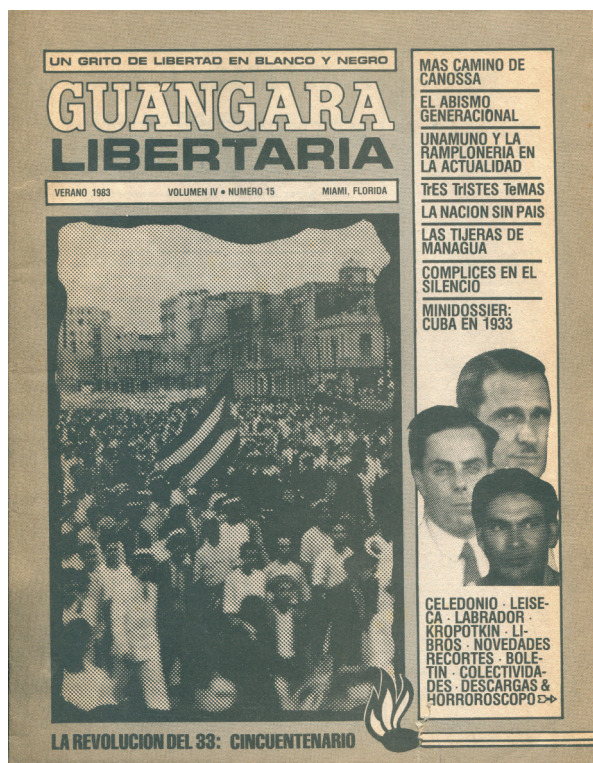 UN GRITO DE LIBERTAD EN BLANCO Y NEGRO
GUÁNGARA
LIBERTARIA
VERANO 1983 VOLUMEN IV • NUMERO 15 MIAMI, FLORIDA
MAS CAMINO DE
CANOSSA
EL ABISMO
GENERACIONAL
UNAMUNO Y LA
RAMPLONERIA EN
LA ACTUALIDAD
TrES TrISTES TeMAS
LA NACION SIN PAIS
LAS TIJERAS DE
MANAGUA
COMPLICES EN EL
SILENCIO
MINIDOSSIER:
CUBA EN 1933
CELEDONIO · LEISE-
CA · LABRADOR ·
KROPOTKIN · LI-
BROS · NOVEDADES
RECORTES · BOLE-
TIN · COLECTIVIDA-
DES · DESCARGAS &
HORROROSCOPO
LA REVOLUCION DEL 33: CINCUENTENARIO